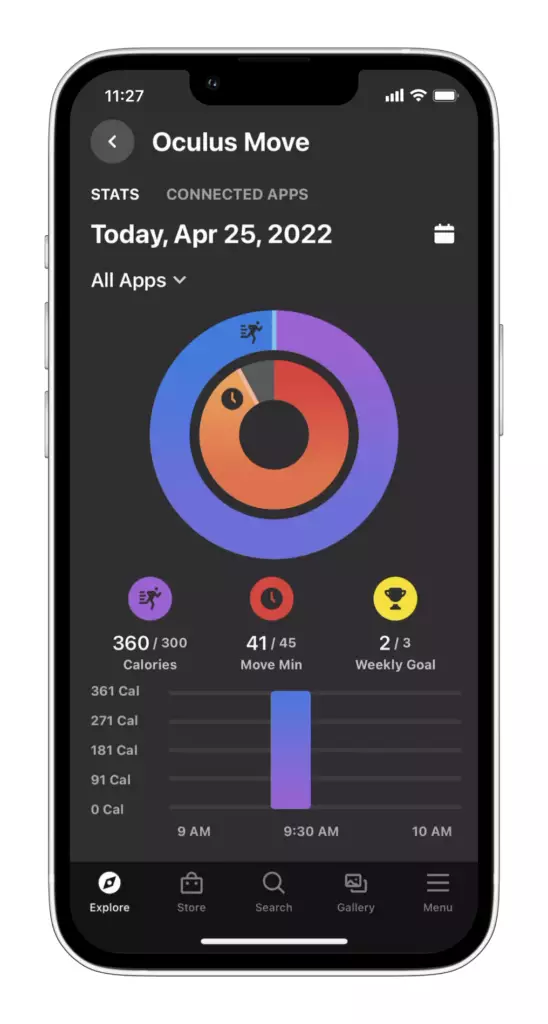 11:27
Oculus Move
STATS CONNECTED APPS
Today, Apr 25, 2022
All Apps
360 / 300 41 / 45 2 / 3
Calories Move Min Weekly Goal
361 Cal
271 Cal
181 Cal
91 Cal
0 Cal
9 AM 9:30 AM 10 AM
Explore Store Search Gallery Menu